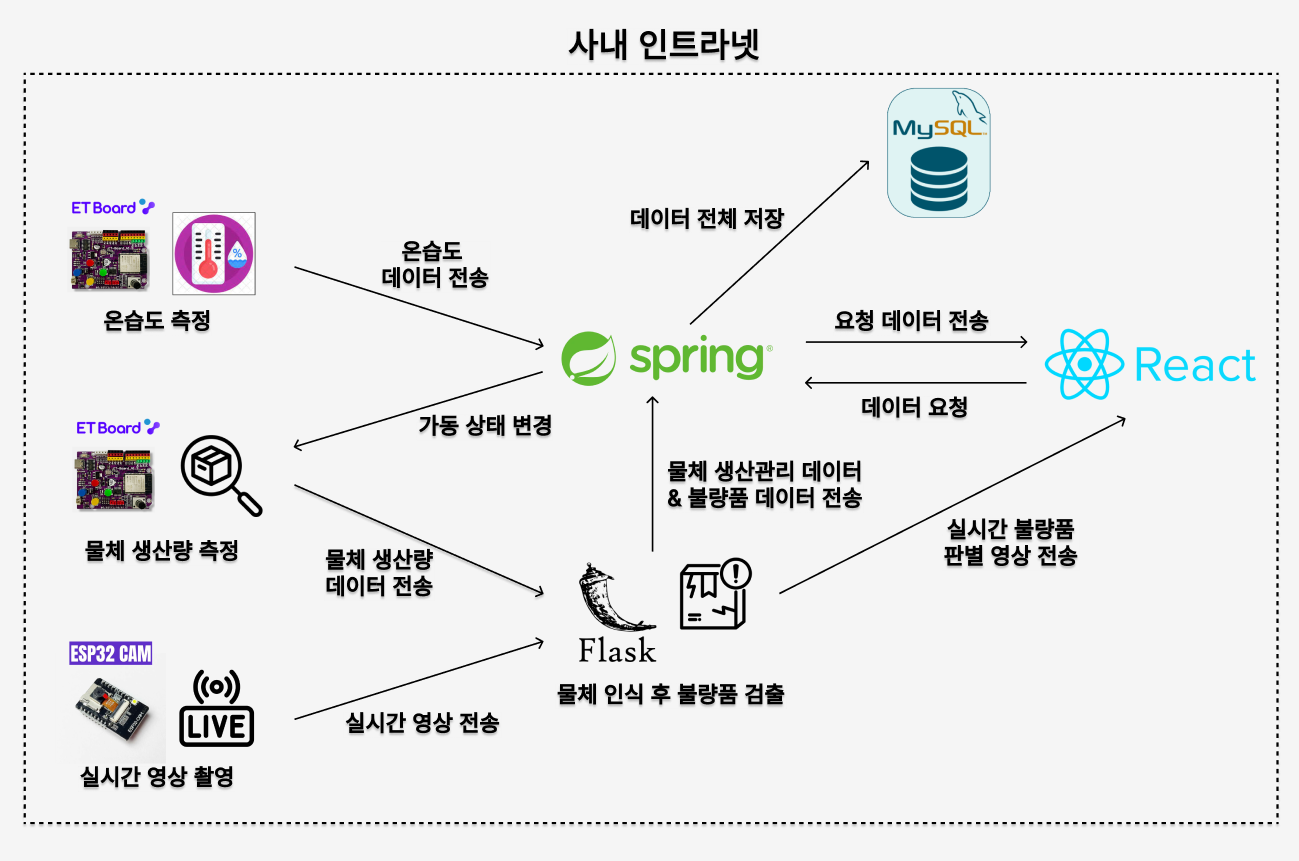 사내 인트라넷
MySQL
데이터 전체 저장
ET Board
%
온습도 측정
온습도
데이터 전송
spring®
요청 데이터 전송
데이터 요청
React
가동 상태 변경
ET Board
물체 생산량 측정
물체 생산량
데이터 전송
물체 생산관리 데이터
& 불량품 데이터 전송
실시간 불량품
판별 영상 전송
Flask
!
물체 인식 후 불량품 검출
ESP32 CAM
LIVE
실시간 영상 촬영
실시간 영상 전송